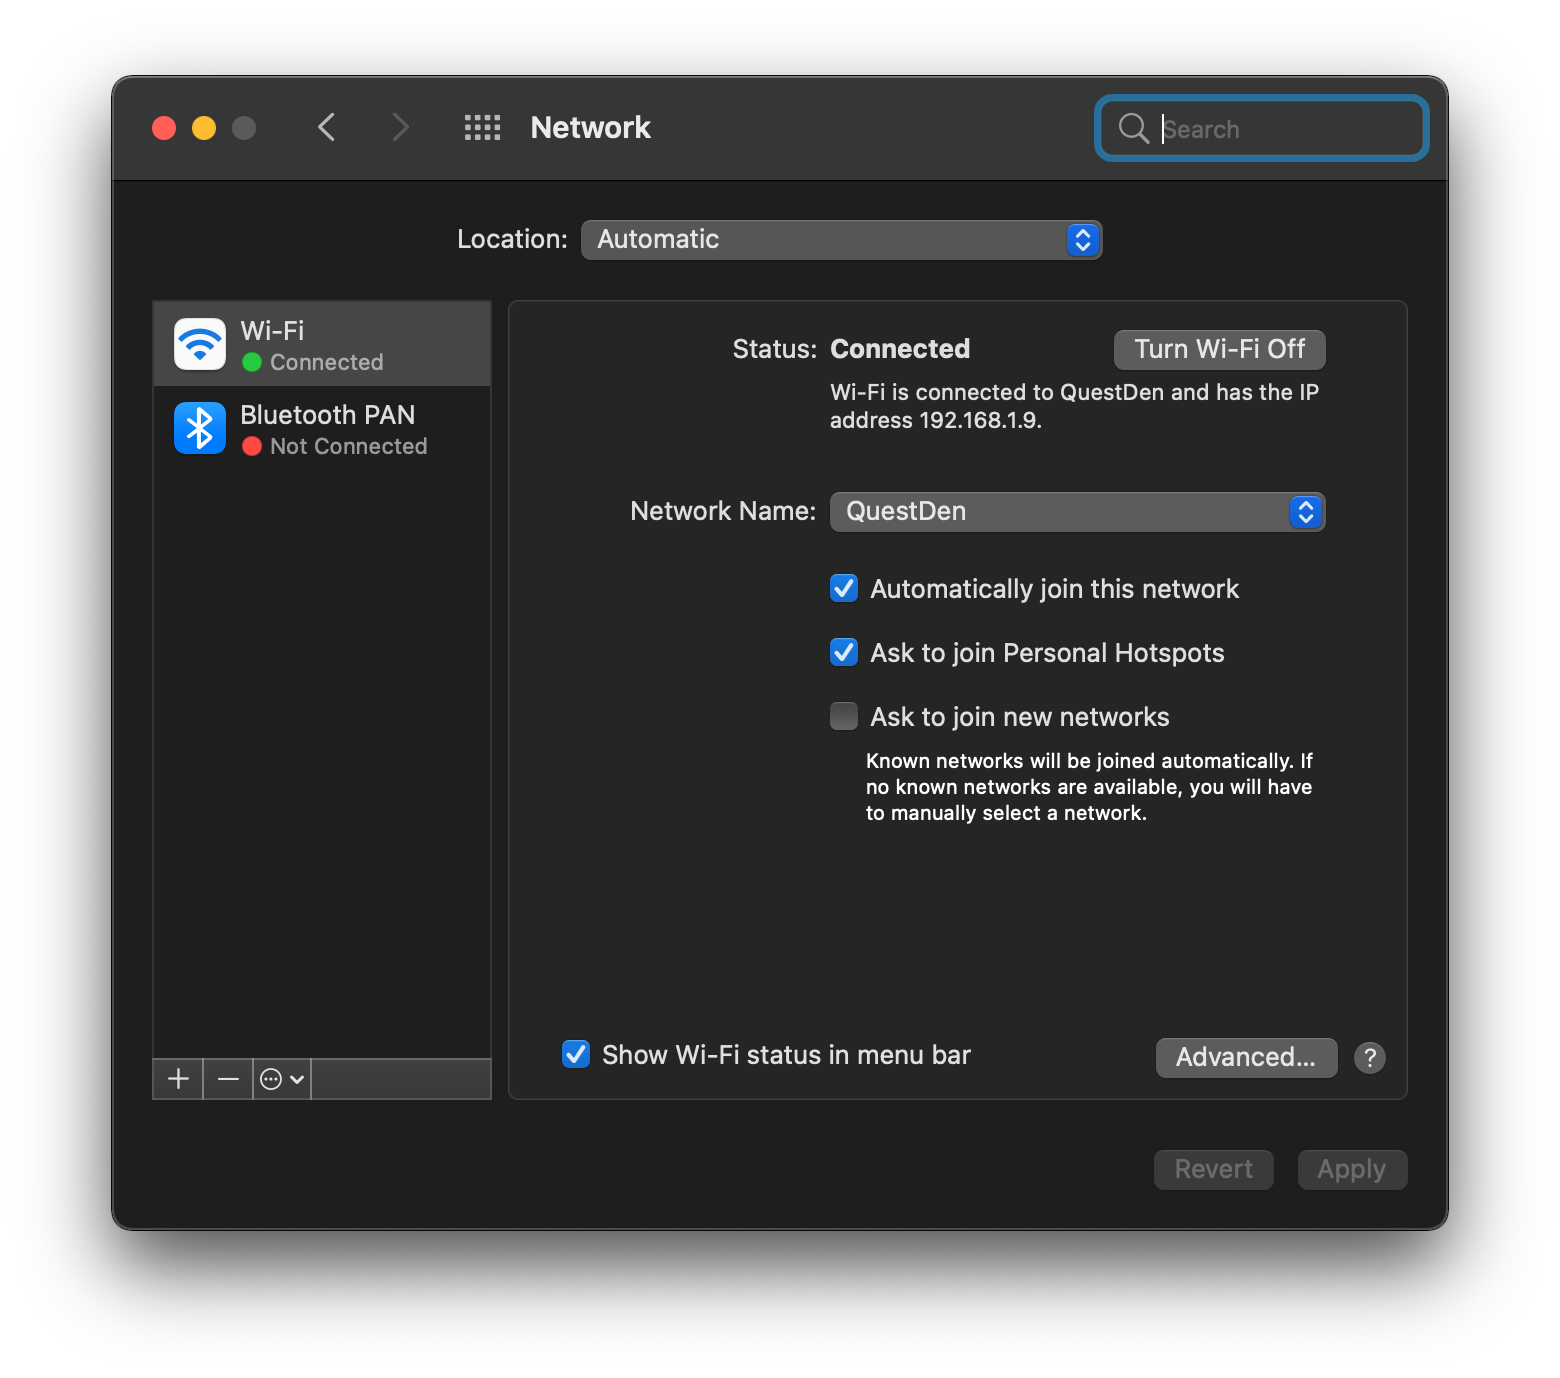 Network
Search
Location: Automatic
Wi-Fi
Connected
Bluetooth PAN
Not Connected
Status: Connected
Turn Wi-Fi Off
Wi-Fi is connected to QuestDen and has the IP
address 192.168.1.9.
Network Name: QuestDen
Automatically join this network
Ask to join Personal Hotspots
Ask to join new networks
Known networks will be joined automatically. If
no known networks are available, you will have
to manually select a network.
Show Wi-Fi status in menu bar
Advanced...
?
Revert
Apply